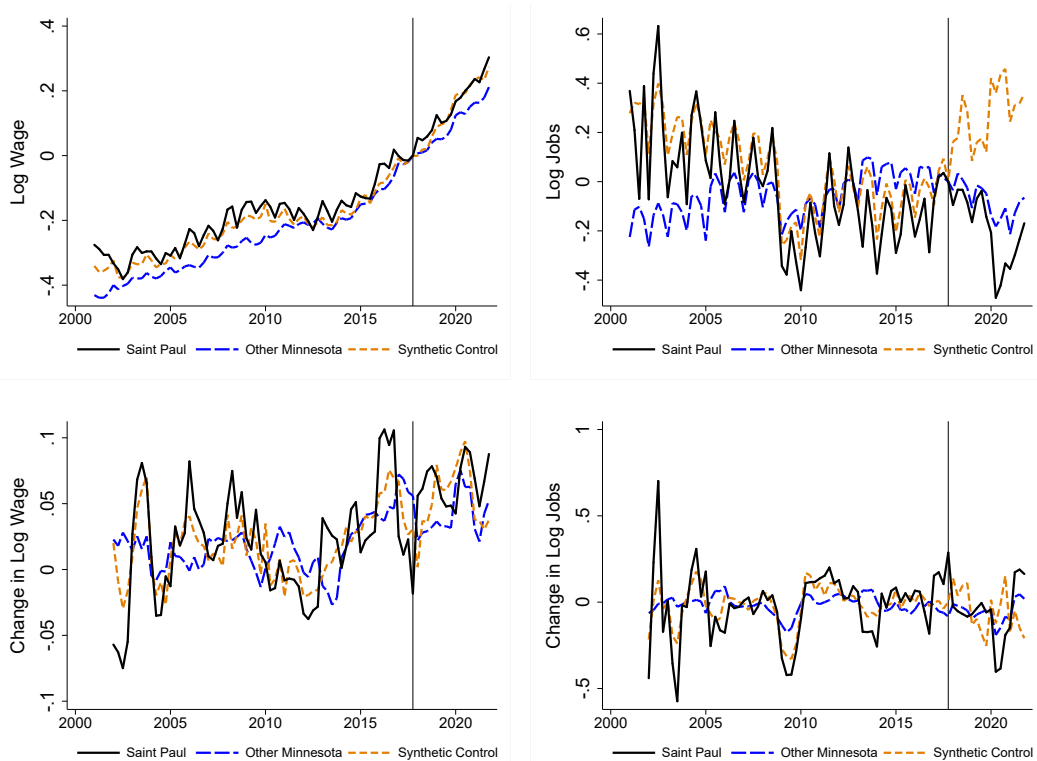 Log Wage
.4
.2
0
-.2
-.4
2000 2005 2010 2015 2020
Saint Paul Other Minnesota Synthetic Control
Log Jobs
.6
.4
.2
0
-.2
-.4
2000 2005 2010 2015 2020
Saint Paul Other Minnesota Synthetic Control
Change in Log Wage
.1
.05
0
-.05
-.1
2000 2005 2010 2015 2020
Saint Paul Other Minnesota Synthetic Control
Change in Log Jobs
1
.5
0
-.5
2000 2005 2010 2015 2020
Saint Paul Other Minnesota Synthetic Control